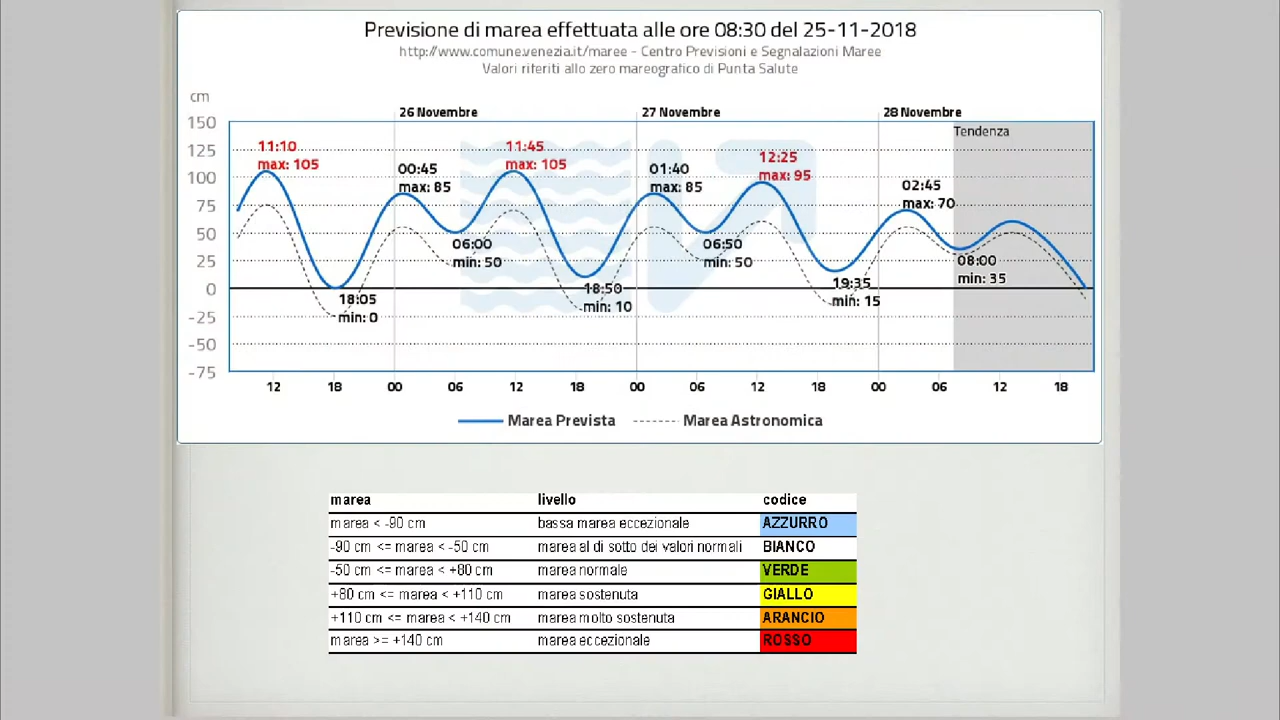 Previsione di marea effettuata alle ore 08:30 del 25-11-2018
http://www.comune.venezia.it/maree - Centro Previsioni e Segnalazioni Maree
Valori riferiti allo zero mareografico di Punta Salute
cm
26 Novembre
27 Novembre
28 Novembre
150
125
100
75
50
25
0
-25
-50
-75
Tendenza
11:10
max: 105
18:05
min: 0
00:45
max: 85
06:00
min: 50
11:45
max: 105
18:50
min: 10
01:40
max: 85
06:50
min: 50
12:25
max: 95
19:35
min: 15
02:45
max: 70
08:00
min: 35
12 18 00 06 12 18 00 06 12 18 00 06 12 18
Marea Prevista Marea Astronomica
marea livello codice
marea < -90 cm bassa marea eccezionale AZZURRO
-90 cm <= marea < -50 cm marea al di sotto dei valori normali BIANCO
-50 cm <= marea < +80 cm marea normale VERDE
+80 cm <= marea < +110 cm marea sostenuta GIALLO
+110 cm <= marea < +140 cm marea molto sostenuta ARANCIO
marea >= +140 cm marea eccezionale ROSSO